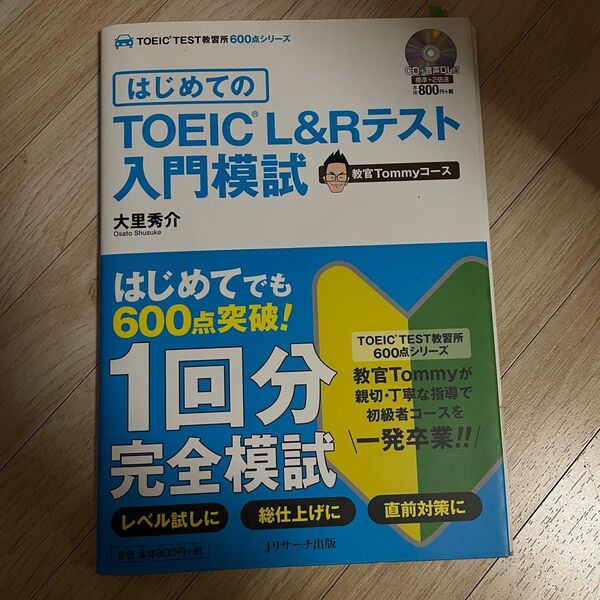 TOEIC® TEST教習所600点シリーズ
CD+音声DL付
標準+2倍速
本体800円+税
はじめての
TOEIC® L&Rテスト
入門模試
教官Tommyコース
大里秀介
Osato Shusuke
はじめてでも
600点突破!
1回分
完全模試
TOEIC® TEST教習所
600点シリーズ
教官Tommyが
親切・丁寧な指導で
初級者コースを
一発卒業!!
レベル試しに
総仕上げに
直前対策に
定価 本体800円+税
Jリサーチ出版